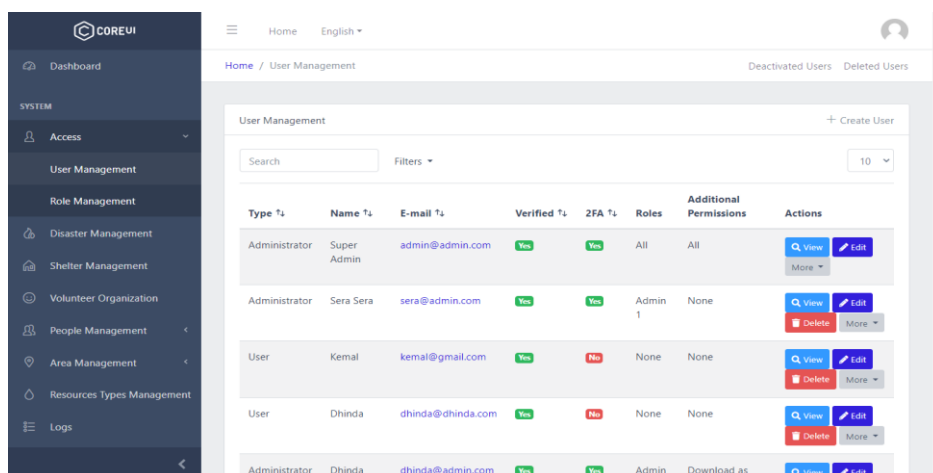 COREUI
Home English
Dashboard
Home / User Management Deactivated Users Deleted Users
SYSTEM
Access
User Management
Role Management
Disaster Management
Shelter Management
Volunteer Organization
People Management
Area Management
Resources Types Management
Logs
User Management + Create User
Search Filters 10
Type Name E-mail Verified 2FA Roles Additional Permissions Actions
Administrator Super Admin admin@admin.com Yes Yes All All View Edit More
Administrator Sera Sera sera@admin.com Yes Yes Admin 1 None View Edit Delete More
User Kemal kemal@gmail.com Yes No None None View Edit Delete More
User Dhinda dhinda@dhinda.com Yes No None None View Edit Delete More
Administrator Dhinda dhinda@admin.com Yes Yes Admin Download as View Edit